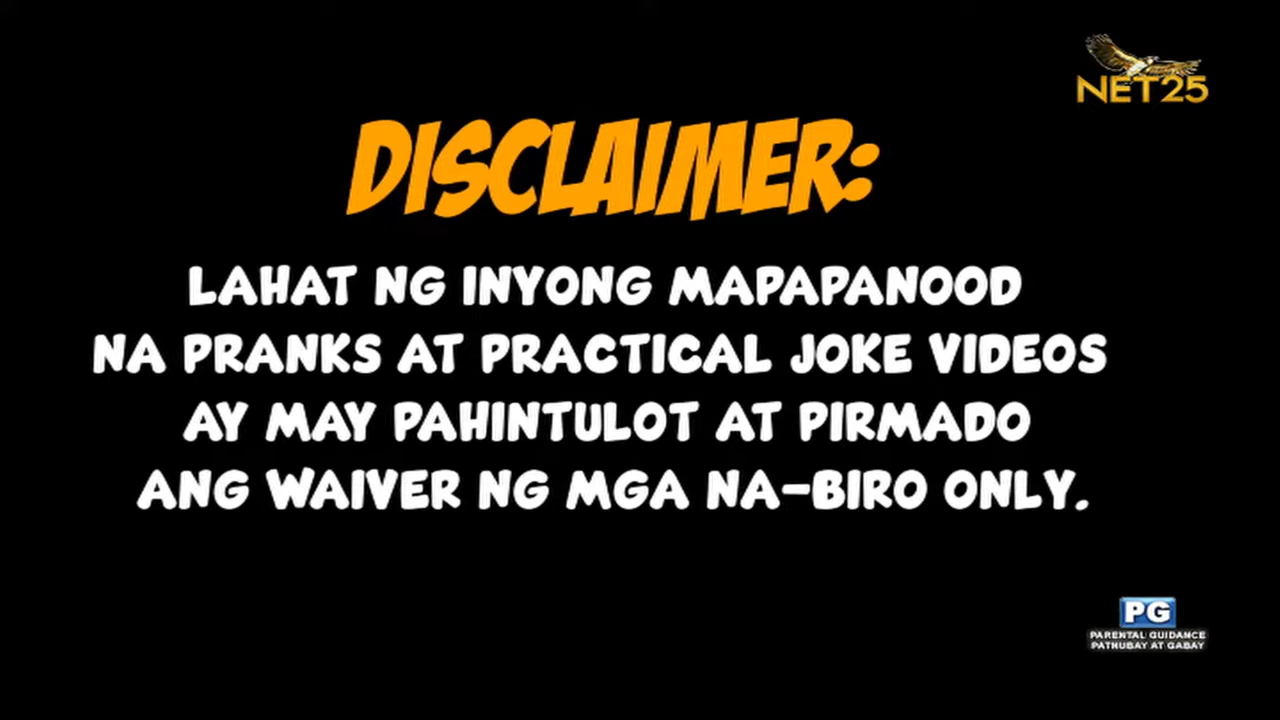 NET25
DISCLAIMER:
LAHAT NG INYONG MAPAPANOOD
NA PRANKS AT PRACTICAL JOKE VIDEOS
AY MAY PAHINTULOT AT PIRMADO
ANG WAIVER NG MGA NA-BIRO ONLY.
PG
PARENTAL GUIDANCE
PATNUBAY AT GABAY